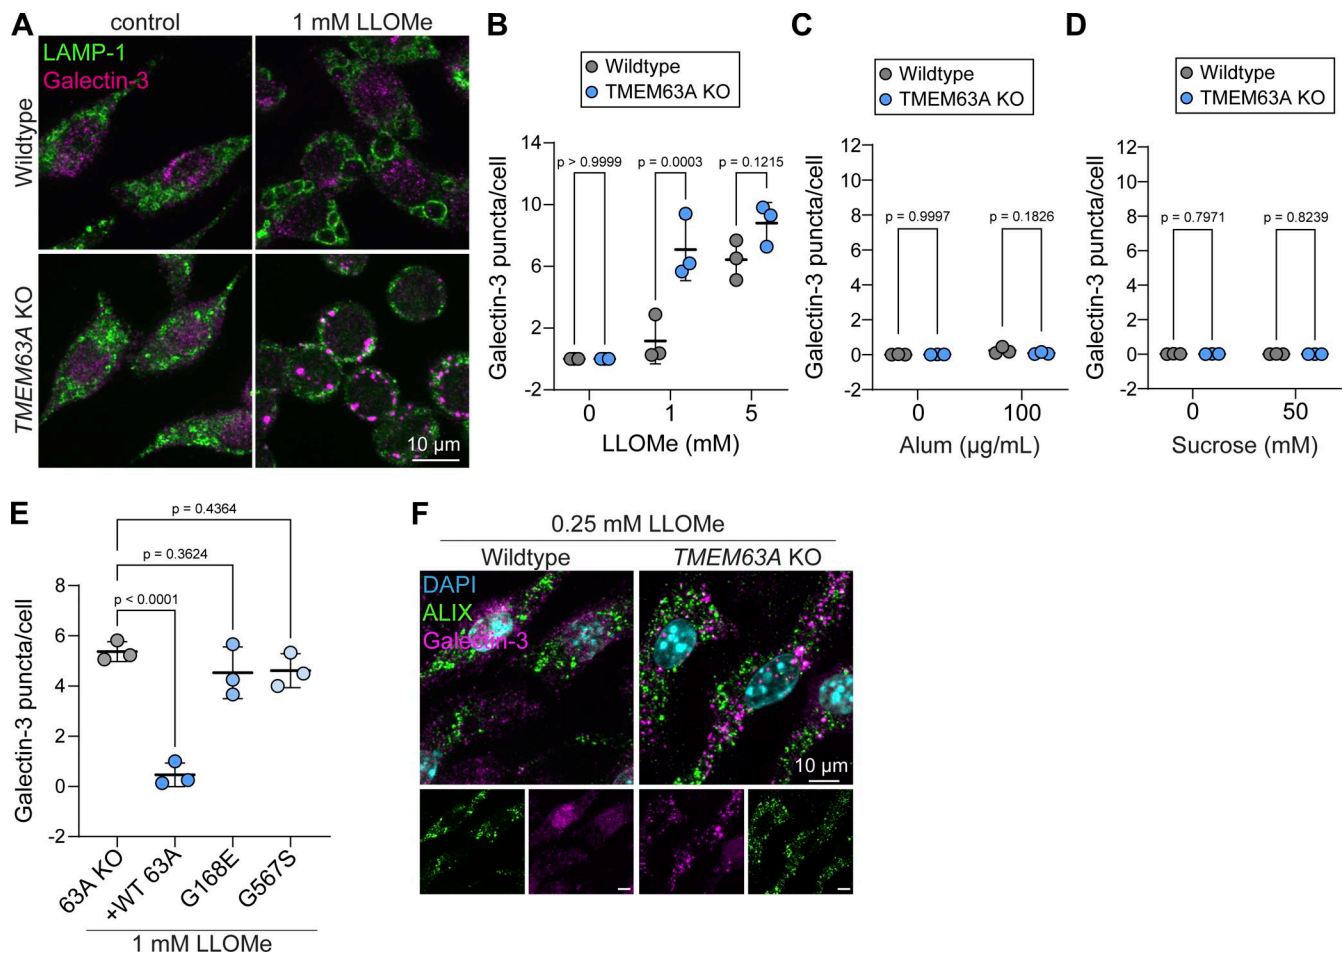 A
control
1 mM LLOMe
LAMP-1
Galectin-3
Wildtype
TMEM63A KO
10 µm
B
Wildtype
TMEM63A KO
Galectin-3 puncta/cell
14
10
6
2
-2
p > 0.9999
p = 0.0003
p = 0.1215
0
1
5
LLOMe (mM)
C
Wildtype
TMEM63A KO
Galectin-3 puncta/cell
12
10
8
6
4
2
0
-2
p = 0.9997
p = 0.1826
0
100
Alum (µg/mL)
D
Wildtype
TMEM63A KO
Galectin-3 puncta/cell
12
10
8
6
4
2
0
-2
p = 0.7971
p = 0.8239
0
50
Sucrose (mM)
E
p = 0.4364
p = 0.3624
p < 0.0001
Galectin-3 puncta/cell
8
6
4
2
0
-2
63A KO
+WT 63A
G168E
G567S
1 mM LLOMe
F
0.25 mM LLOMe
Wildtype
TMEM63A KO
DAPI
ALIX
Galectin-3
10 µm